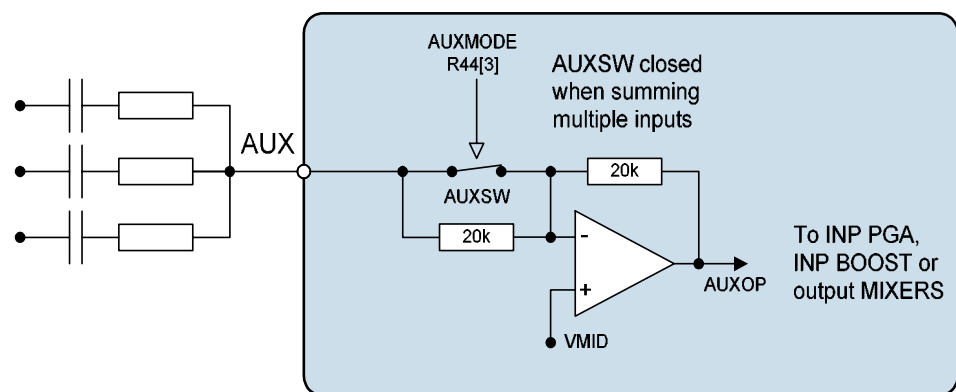 AUXMODE
R44[3]
AUXSW closed
when summing
multiple inputs
AUX
AUXSW
20k
20k
-
+
AUXOP
VMID
To INP PGA,
INP BOOST or
output MIXERS